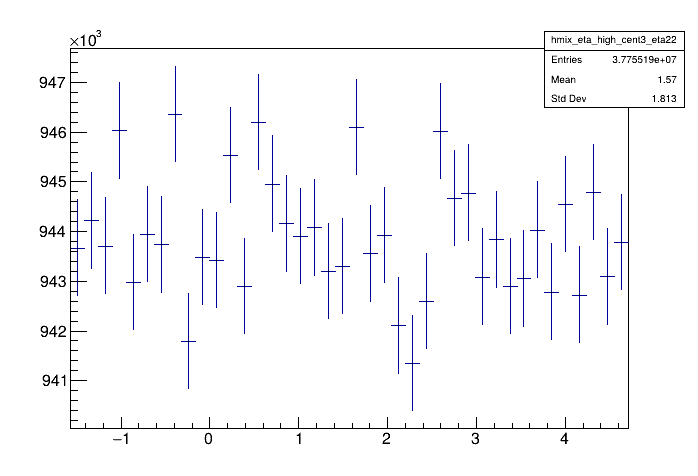 ×10³
hmix_eta_high_cent3_eta22
Entries 3.775519e+07
Mean 1.57
Std Dev 1.813
947
946
945
944
943
942
941
−1 0 1 2 3 4